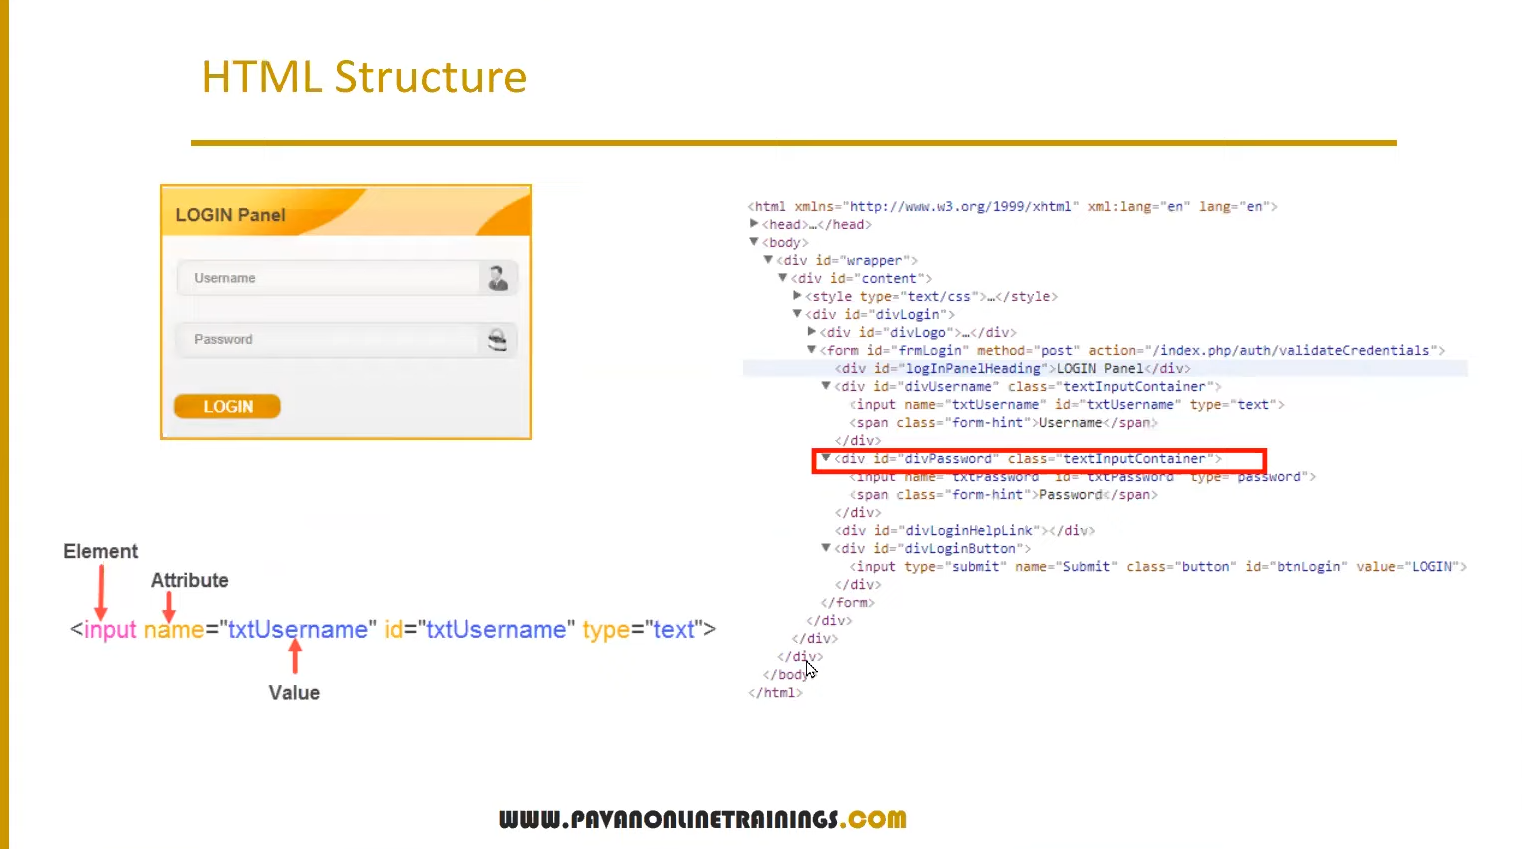 HTML Structure
LOGIN Panel
Username
Password
LOGIN
Element
Attribute
<input name="txtUsername" id="txtUsername" type="text">
Value
<html xmlns="http://www.w3.org/1999/xhtml" xml:lang="en" lang="en">
▶<head>…</head>
▼<body>
▼<div id="wrapper">
▼<div id="content">
▶<style type="text/css">…</style>
▼<div id="divLogin">
▶<div id="divLogo">…</div>
▼<form id="frmLogin" method="post" action="/index.php/auth/validateCredentials">
<div id="logInPanelHeading">LOGIN Panel</div>
▼<div id="divUsername" class="textInputContainer">
<input name="txtUsername" id="txtUsername" type="text">
<span class="form-hint">Username</span>
</div>
▼<div id="divPassword" class="textInputContainer">
<input name="txtPassword" id="txtPassword" type="password">
<span class="form-hint">Password</span>
</div>
<div id="divLoginHelpLink"></div>
▼<div id="divLoginButton">
<input type="submit" name="Submit" class="button" id="btnLogin" value="LOGIN">
</div>
</form>
</div>
</div>
</div>
</body>
</html>
WWW.PAVANONLINETRAININGS.COM